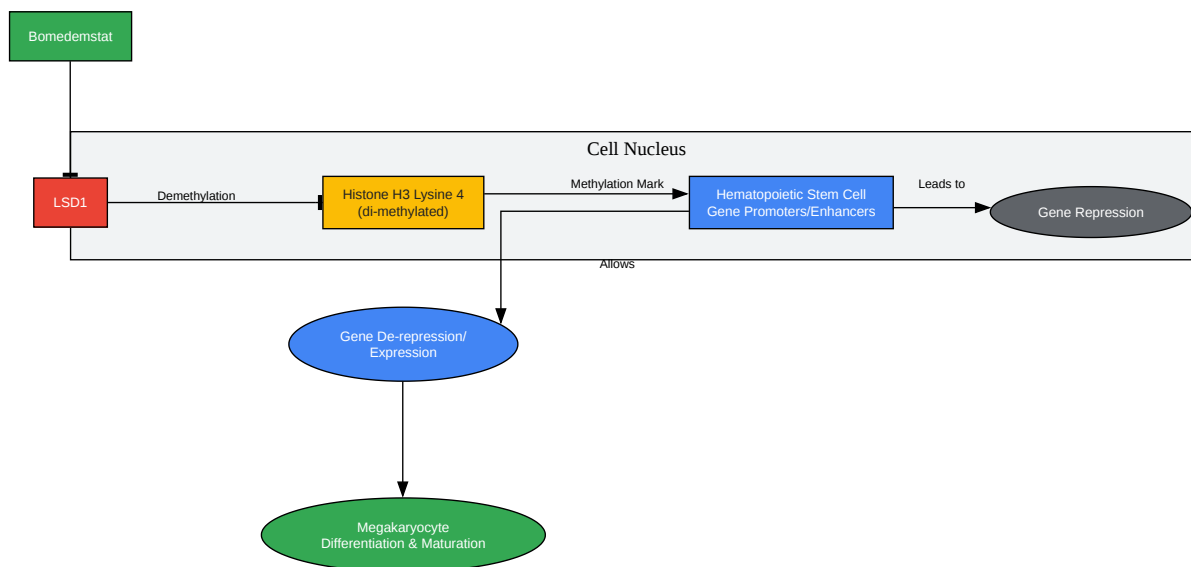 Bomedemstat
Cell Nucleus
LSD1
Demethylation
Histone H3 Lysine 4
(di-methylated)
Methylation Mark
Hematopoietic Stem Cell
Gene Promoters/Enhancers
Leads to
Gene Repression
Allows
Gene De-repression/
Expression
Megakaryocyte
Differentiation & Maturation